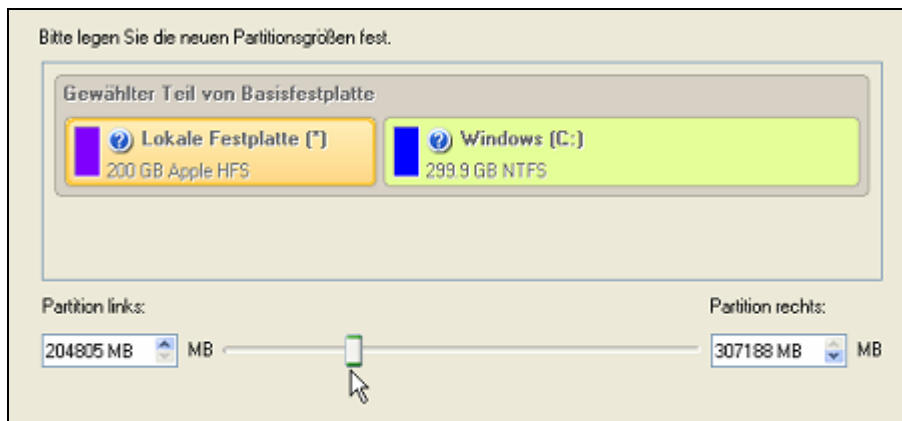 Bitte legen Sie die neuen Partitionsgrößen fest.
Gewählter Teil von Basisfestplatte
? Lokale Festplatte (*)
200 GB Apple HFS
? Windows (C:)
299.9 GB NTFS
Partition links:
Partition rechts:
204805 MB MB
307188 MB MB